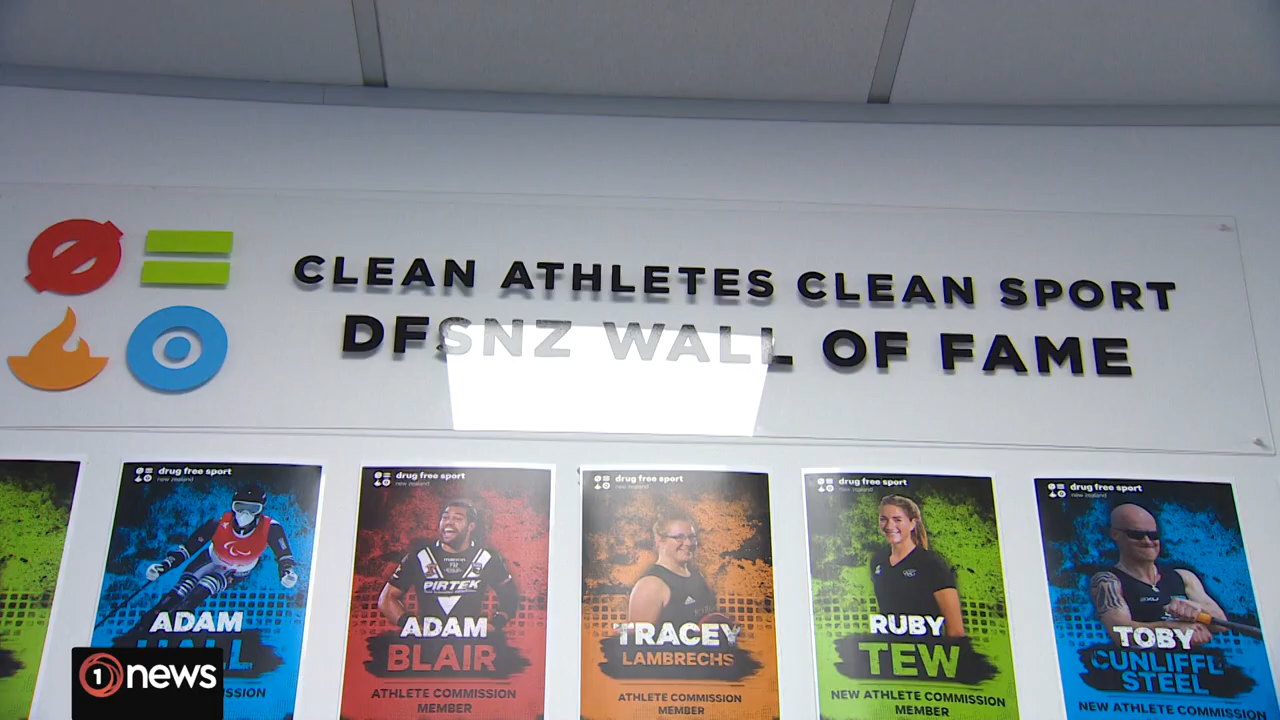 CLEAN ATHLETES CLEAN SPORT
DFSNZ WALL OF FAME
drug free sport
new zealand
ADAM
HALL
drug free sport
new zealand
ADAM
BLAIR
ATHLETE COMMISSION
MEMBER
PIRTEK
drug free sport
new zealand
TRACEY
LAMBRECHS
ATHLETE COMMISSION
MEMBER
drug free sport
new zealand
RUBY
TEW
NEW ATHLETE COMMISSION
MEMBER
drug free sport
new zealand
TOBY
CUNLIFFE
STEEL
NEW ATHLETE COMMISSION
1news